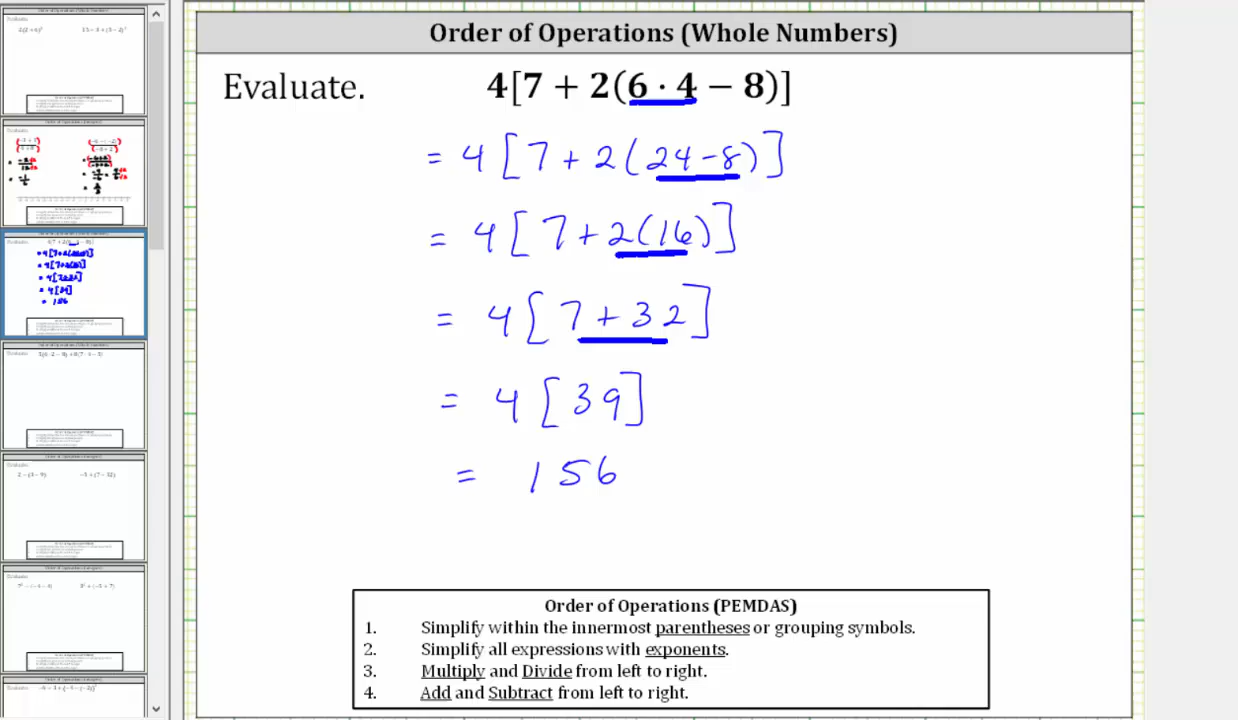 Order of Operations (Whole Numbers)
Evaluate. 4[7 + 2(6 · 4 − 8)]
= 4[7 + 2(24 − 8)]
= 4[7 + 2(16)]
= 4[7 + 32]
= 4[39]
= 156
Order of Operations (PEMDAS)
1. Simplify within the innermost parentheses or grouping symbols.
2. Simplify all expressions with exponents.
3. Multiply and Divide from left to right.
4. Add and Subtract from left to right.